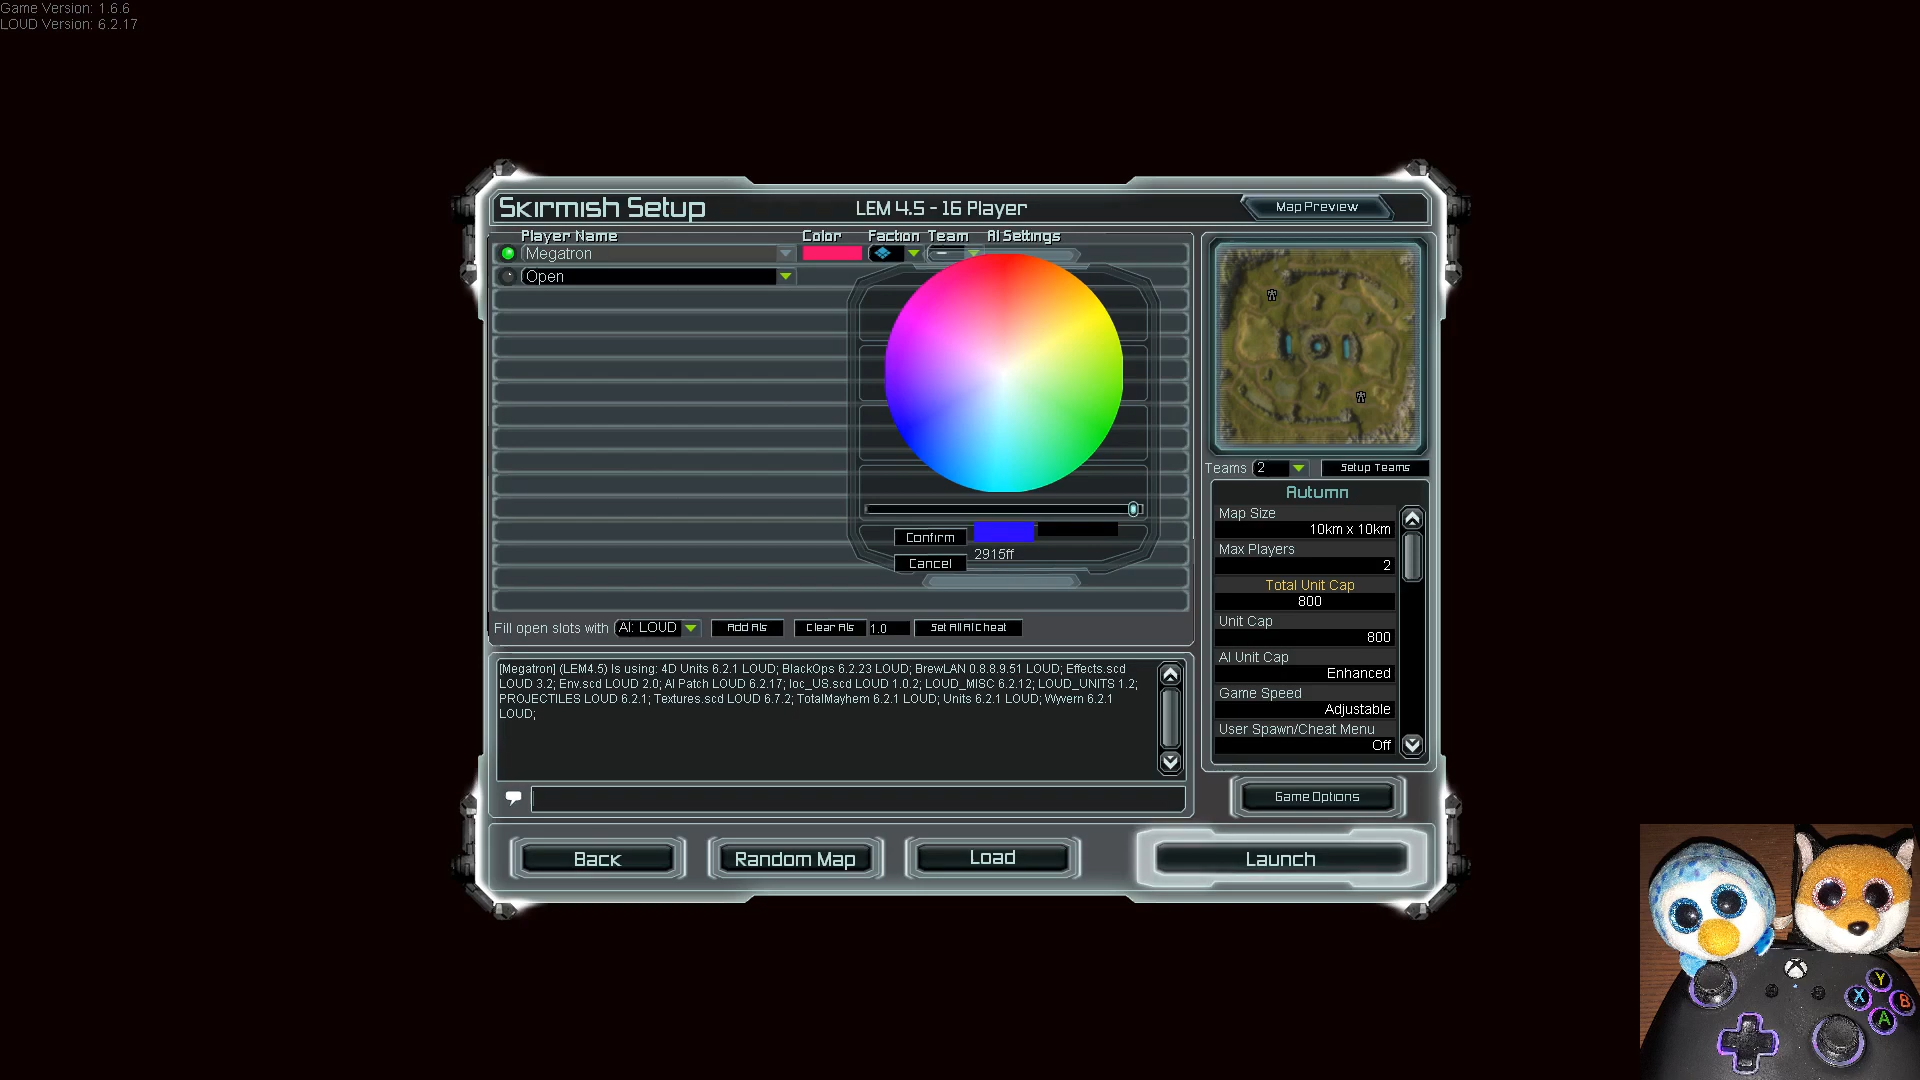 Game Version: 1.6.6
LOUD Version: 6.2.17
Skirmish Setup
LEM 4.5 - 16 Player
Map Preview
Player Name
Color
Faction
Team
AI Settings
Megatron
Open
Confirm
Cancel
2915ff
Teams 2
Setup Teams
Autumn
Map Size
10km x 10km
Max Players
2
Total Unit Cap
800
Unit Cap
800
AI Unit Cap
Enhanced
Game Speed
Adjustable
User Spawn/Cheat Menu
Off
Fill open slots with AI: LOUD
Add AIs
Clear AIs
1.0
Set All AI Cheat
[Megatron] (LEM4.5) Is using: 4D Units 6.2.1 LOUD; BlackOps 6.2.23 LOUD; BrewLAN 0.8.8.9.51 LOUD; Effects.scd
LOUD 3.2; Env.scd LOUD 2.0; AI Patch LOUD 6.2.17; loc_US.scd LOUD 1.0.2; LOUD_MISC 6.2.12; LOUD_UNITS 1.2;
PROJECTILES LOUD 6.2.1; Textures.scd LOUD 6.7.2; TotalMayhem 6.2.1 LOUD; Units 6.2.1 LOUD; Wyvern 6.2.1
LOUD;
Game Options
Back
Random Map
Load
Launch
Y
X
B
A